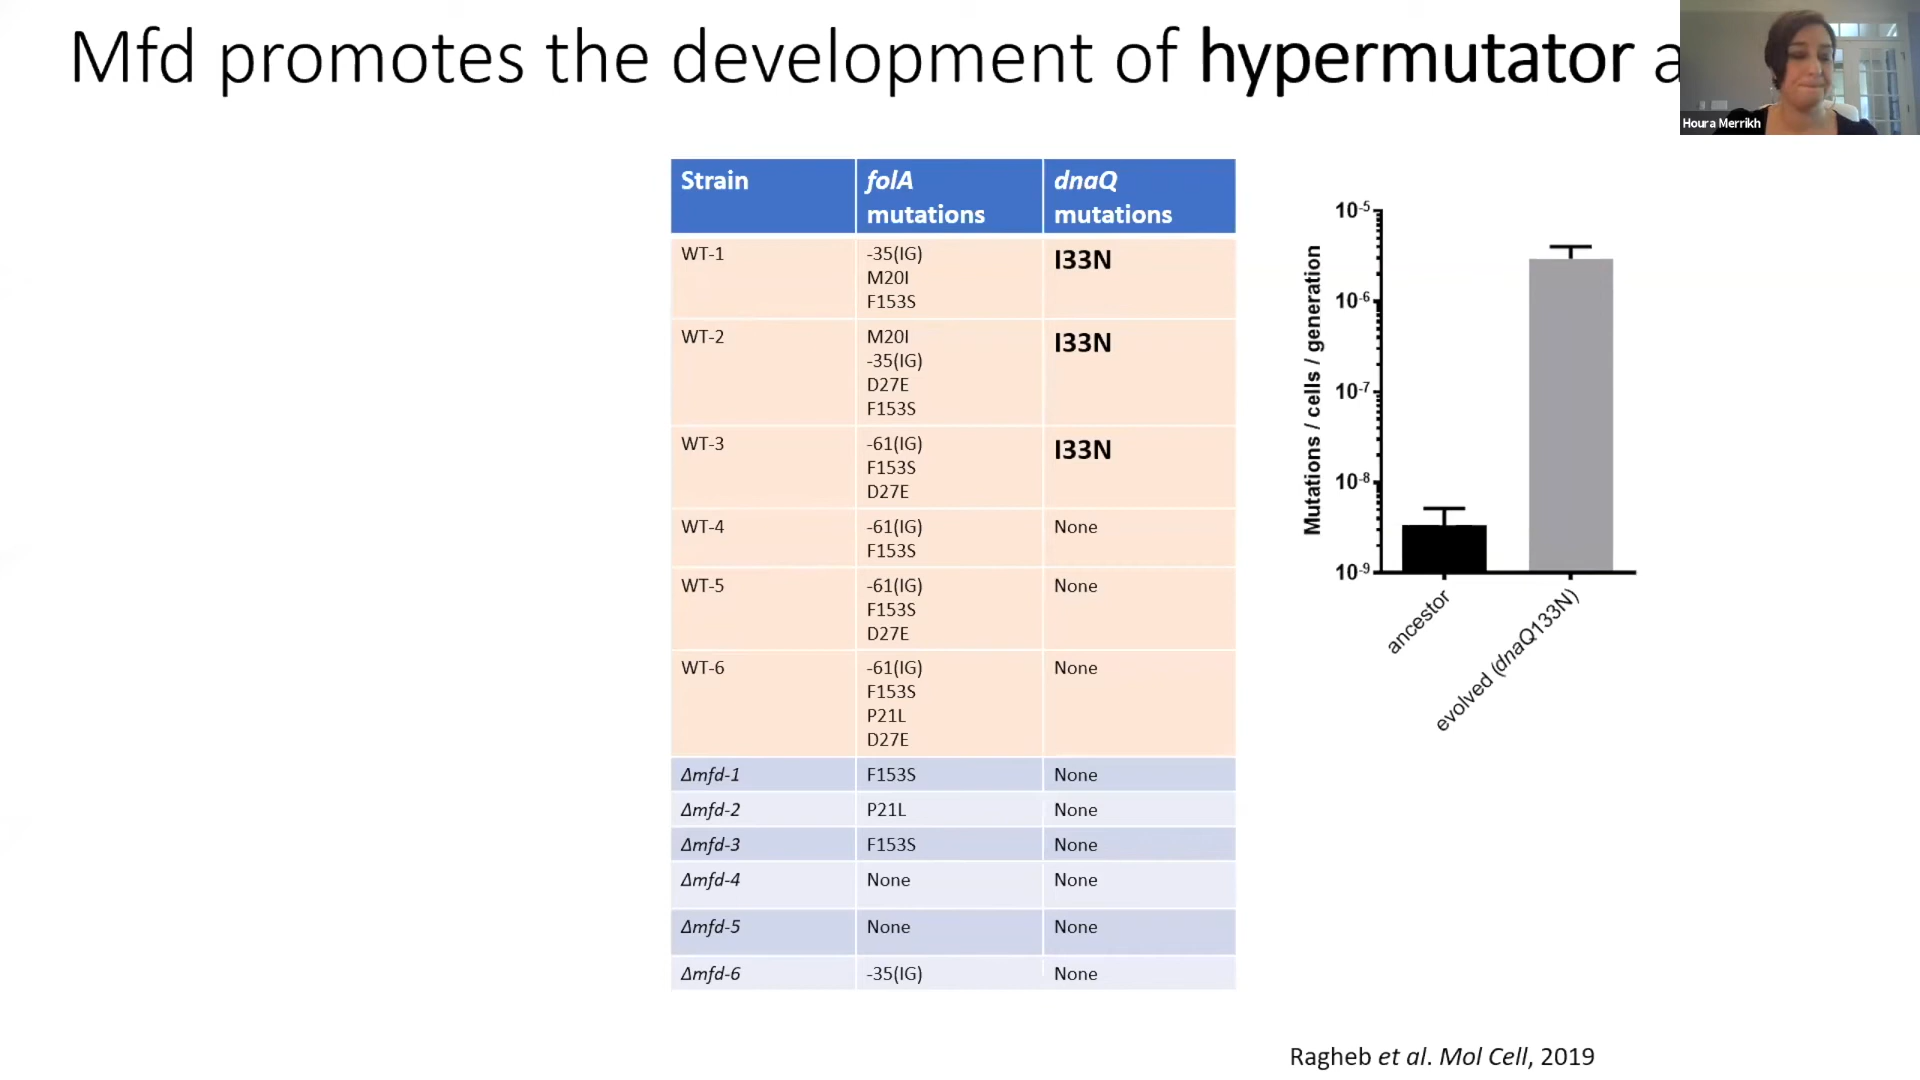 Mfd promotes the development of hypermutator a
Houra Merrikh
Strain folA mutations dnaQ mutations
WT-1 -35(IG) I33N
M20I
F153S
WT-2 M20I I33N
-35(IG)
D27E
F153S
WT-3 -61(IG) I33N
F153S
D27E
WT-4 -61(IG) None
F153S
WT-5 -61(IG) None
F153S
D27E
WT-6 -61(IG) None
F153S
P21L
D27E
Δmfd-1 F153S None
Δmfd-2 P21L None
Δmfd-3 F153S None
Δmfd-4 None None
Δmfd-5 None None
Δmfd-6 -35(IG) None
Mutations / cells / generation
10-5
10-6
10-7
10-8
10-9
ancestor
evolved (dnaQ133N)
Ragheb et al. Mol Cell, 2019